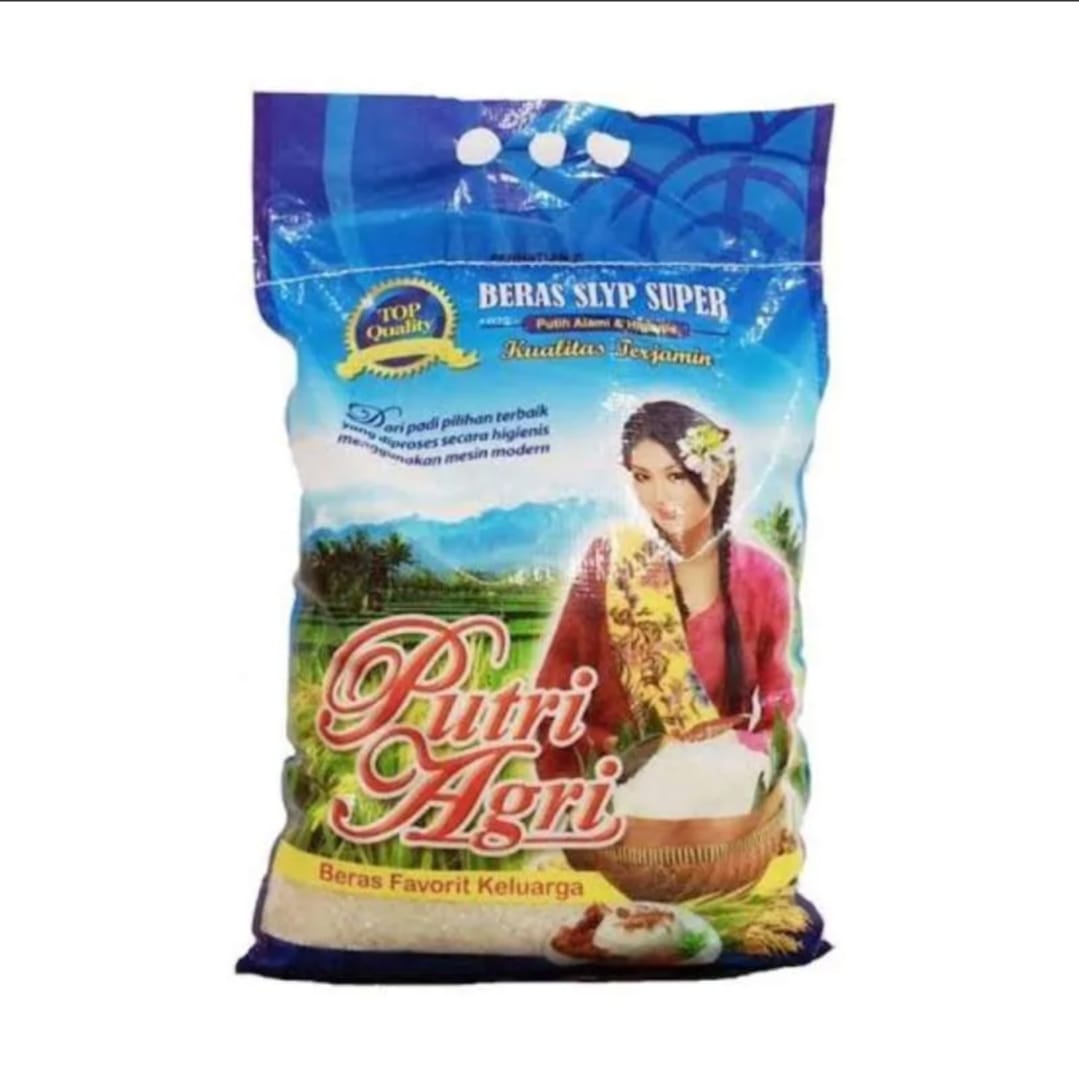 BERAS SLYP SUPER
Putih Alami & Higienis
Kualitas Terjamin
TOP
Quality
Dari padi pilihan terbaik
yang diproses secara higienis
menggunakan mesin modern
Putri
Agri
Beras Favorit Keluarga